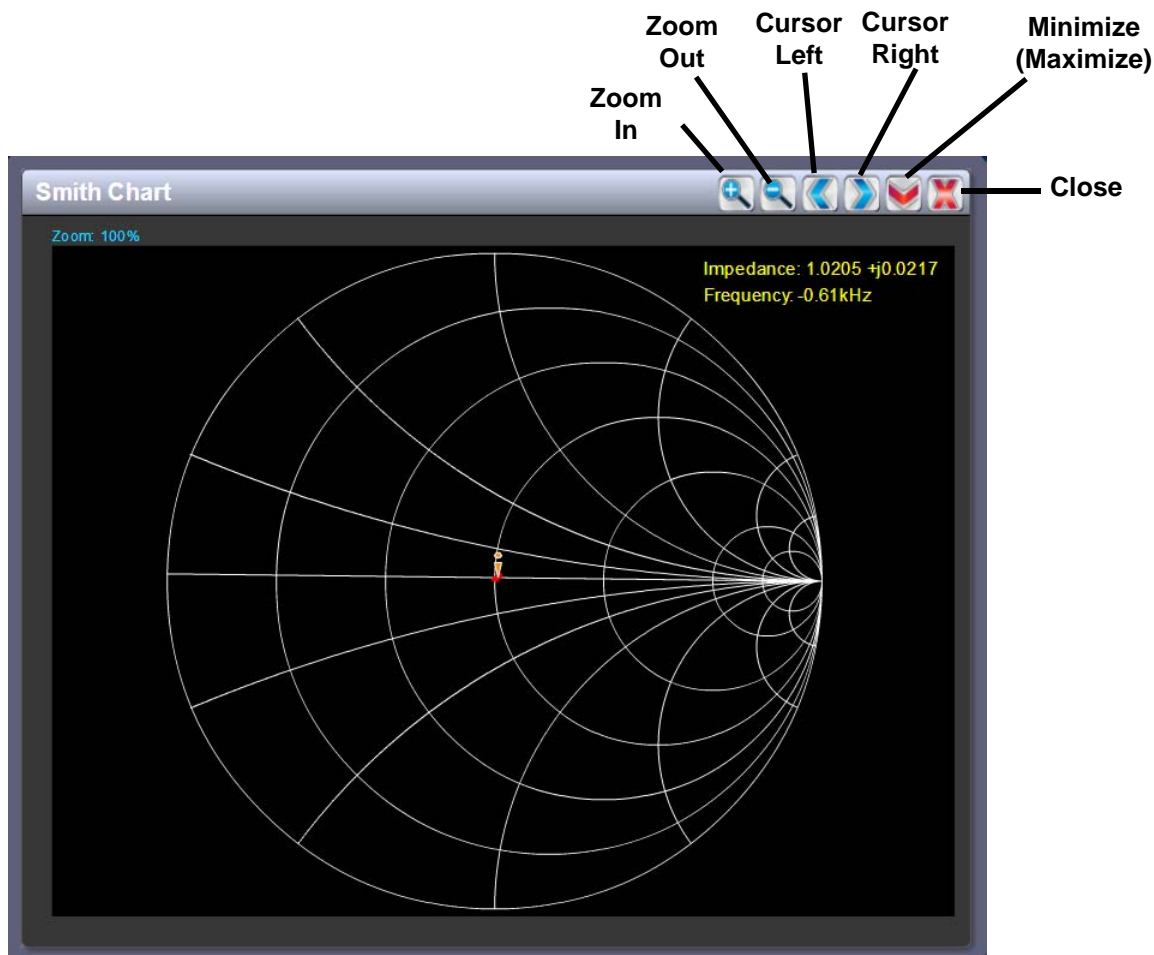 Zoom
Out
Cursor
Left
Cursor
Right
Minimize
(Maximize)
Zoom
In
Close
Smith Chart
Zoom: 100%
Impedance: 1.0205 +j0.0217
Frequency: -0.61kHz